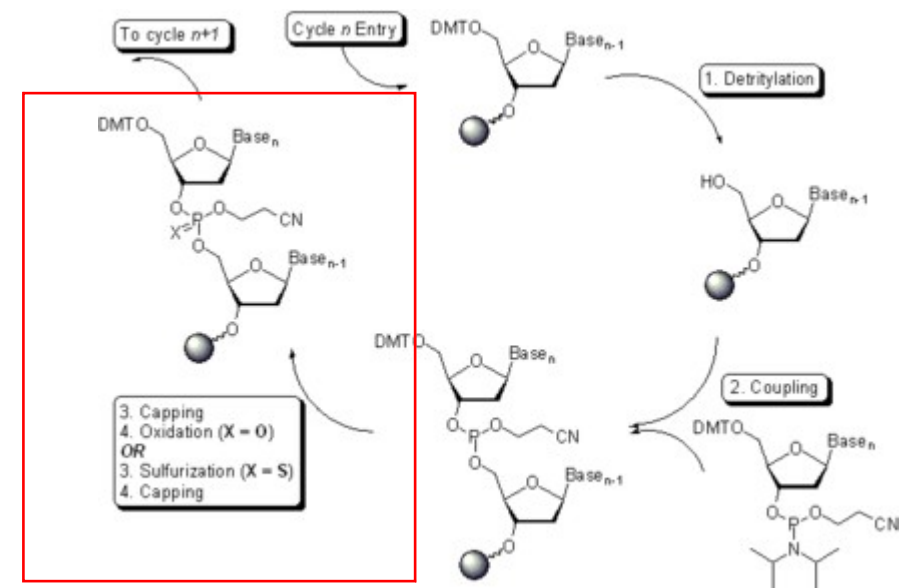 To cycle n+1
Cycle n Entry
DMTO
O
Base n-1
O
1. Detritylation
DMTO
O
Base n
O
O
CN
P
X
O
O
Base n-1
O
HO
O
Base n-1
O
DMTO
O
Base n
O
O
CN
P
O
O
Base n-1
O
2. Coupling
DMTO
O
Base n
O
O
CN
P
N
3. Capping
4. Oxidation (X = O)
OR
3. Sulfurization (X = S)
4. Capping